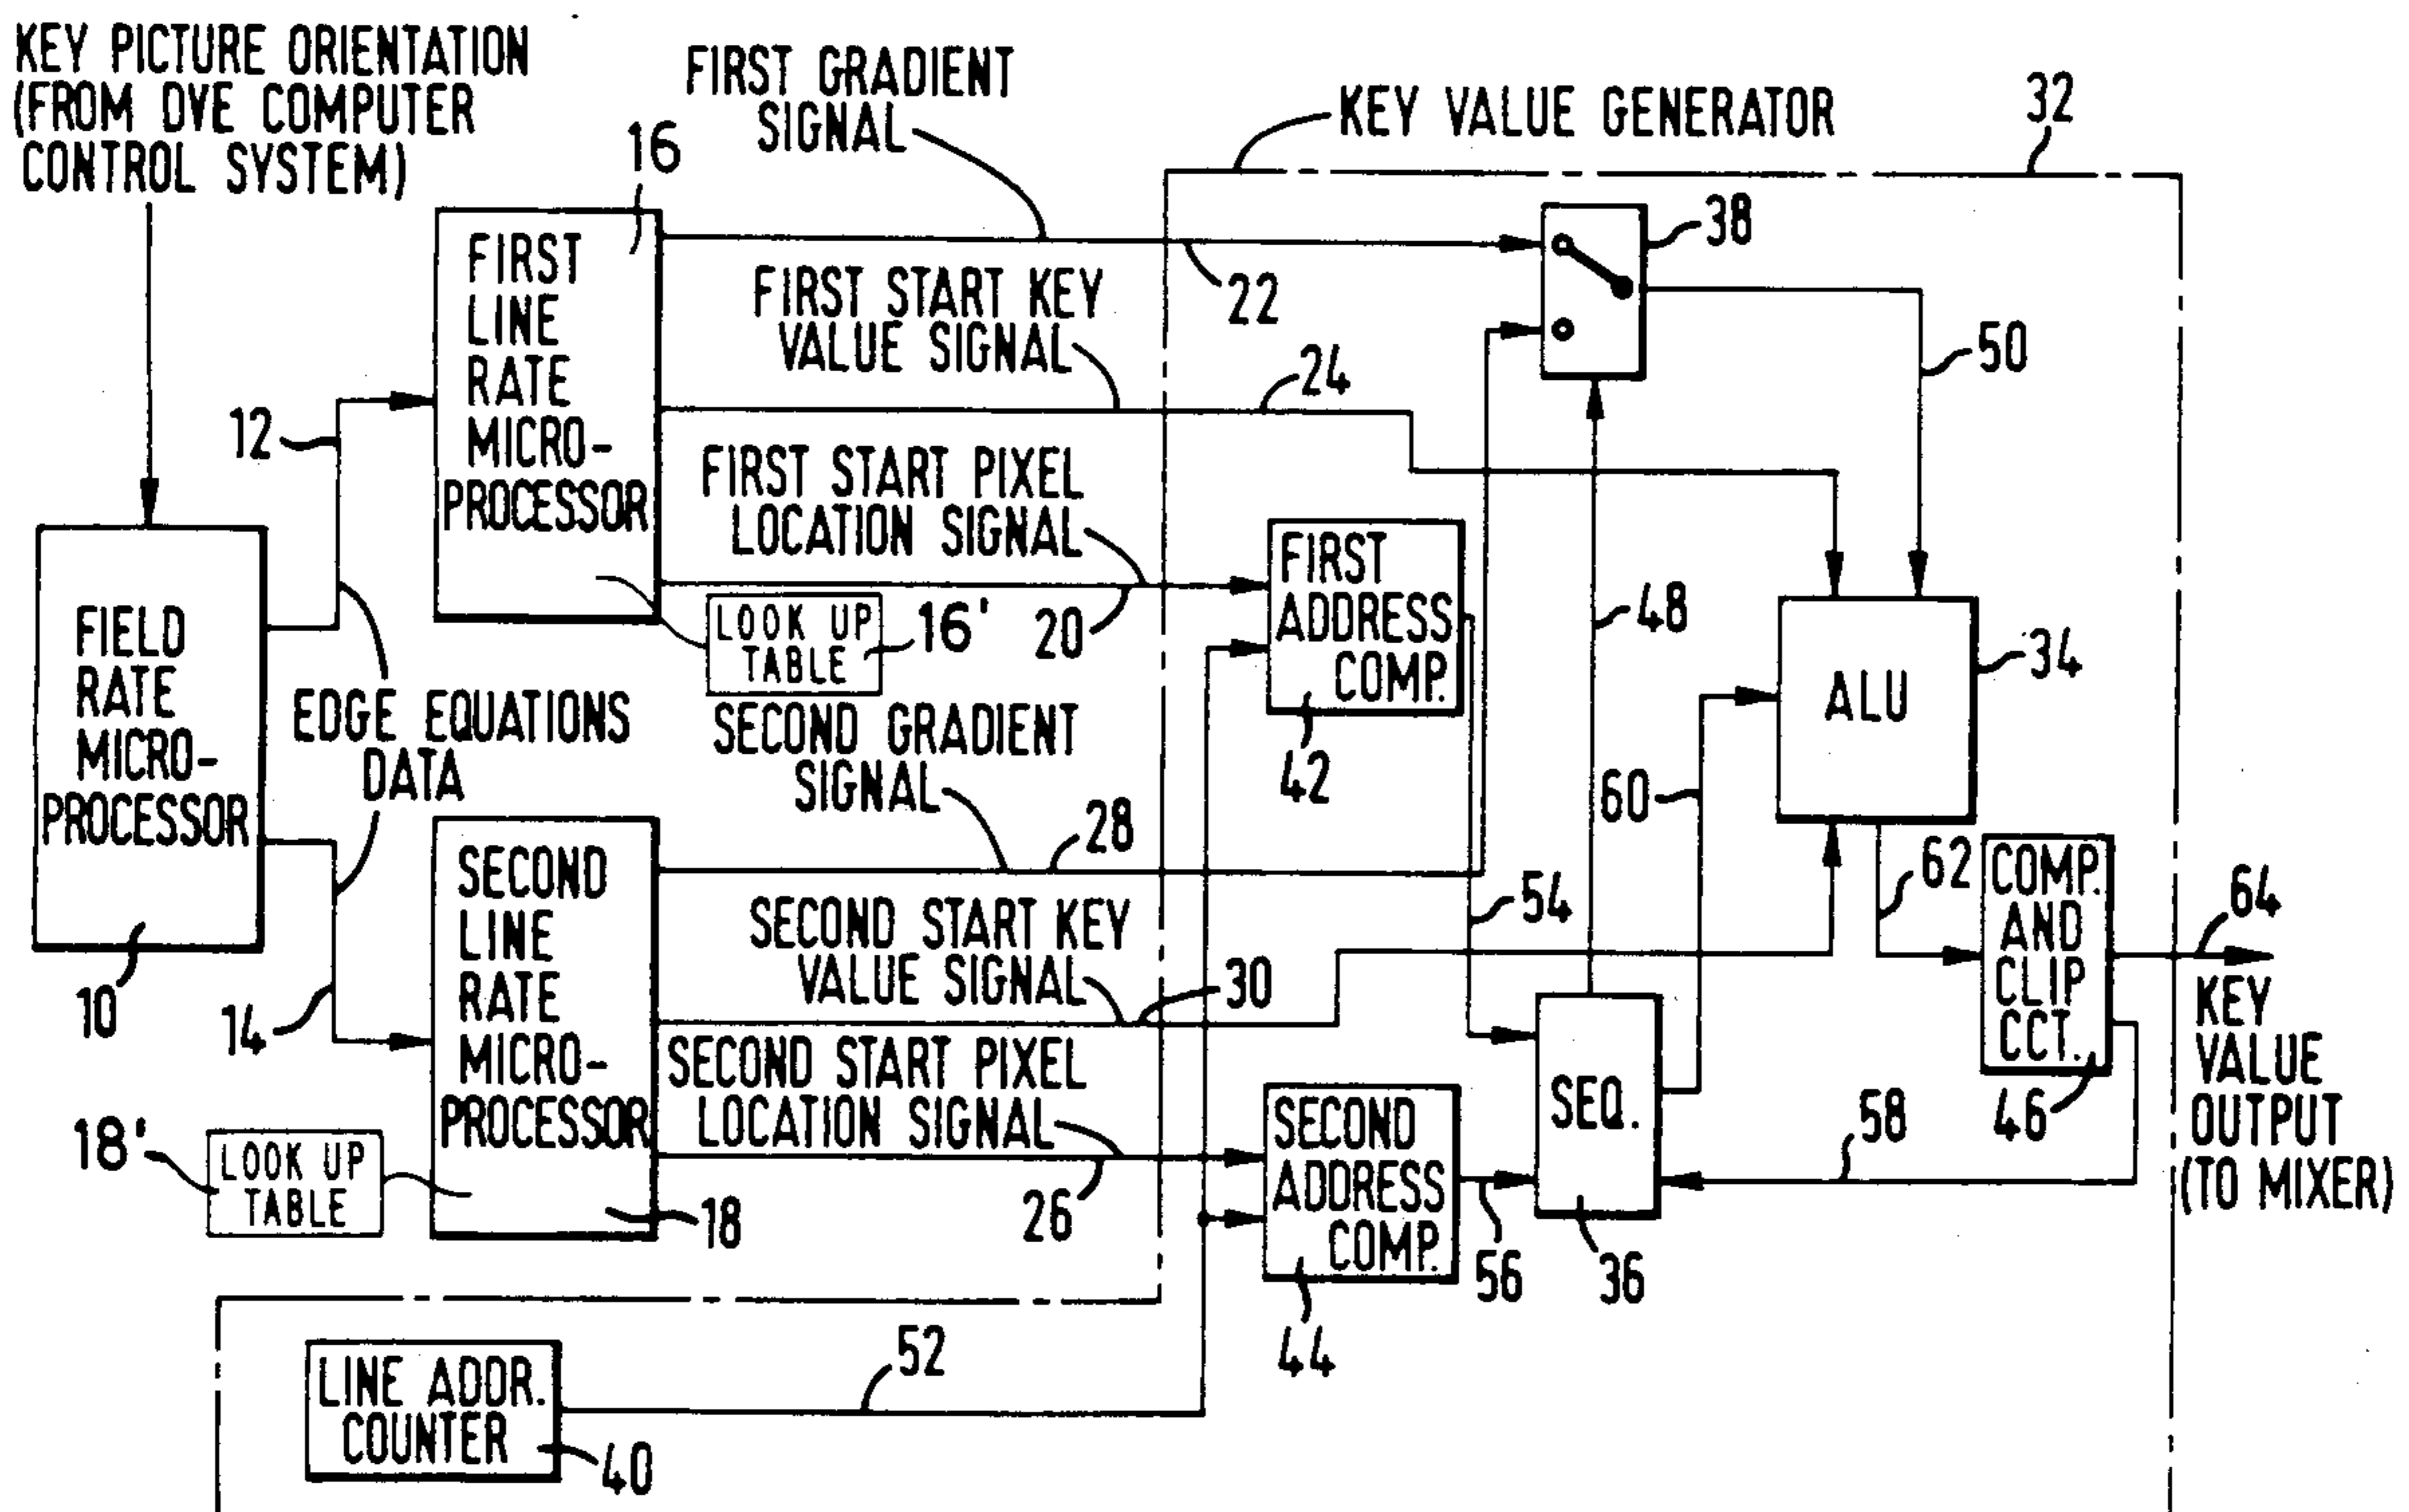 KEY PICTURE ORIENTATION
(FROM DVE COMPUTER
CONTROL SYSTEM)
FIRST GRADIENT
SIGNAL
KEY VALUE GENERATOR
32
16
FIRST
LINE
RATE
MICRO-
PROCESSOR
22
38
FIRST START KEY
VALUE SIGNAL
24
50
12
FIRST START PIXEL
LOCATION SIGNAL
20
LOOK UP
TABLE
16'
FIRST
ADDRESS
COMP.
42
48
ALU
34
FIELD
RATE
MICRO-
PROCESSOR
10
EDGE EQUATIONS
DATA
14
SECOND GRADIENT
SIGNAL
28
54
60
62
COMP.
AND
CLIP
CCT.
46
64
KEY
VALUE
OUTPUT
(TO MIXER)
SECOND
LINE
RATE
MICRO-
PROCESSOR
18
SECOND START KEY
VALUE SIGNAL
30
SECOND START PIXEL
LOCATION SIGNAL
26
18'
LOOK UP
TABLE
SECOND
ADDRESS
COMP.
44
56
SEQ.
36
58
LINE ADDR.
COUNTER
40
52